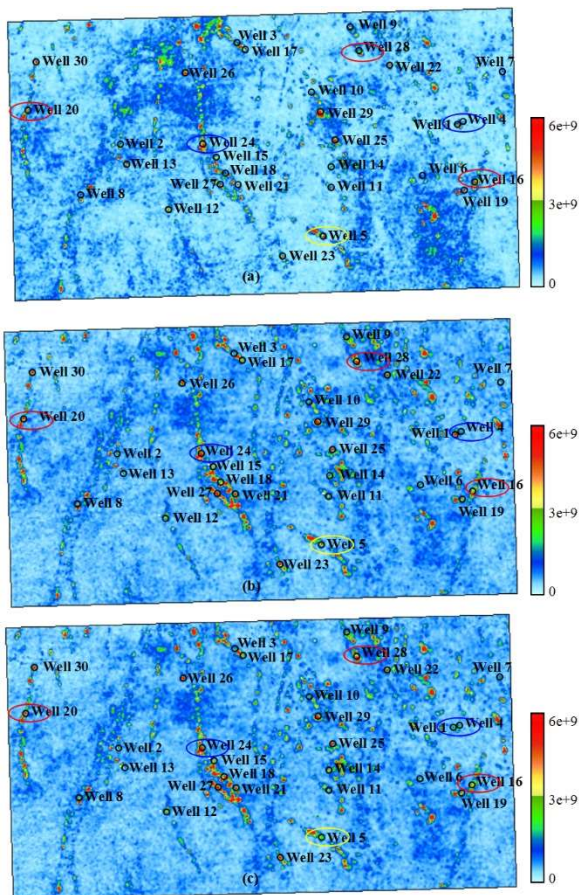 Well 9
Well 3
Well 28
Well 17
Well 30
Well 22
Well 7
Well 26
Well 10
Well 20
Well 29
6e+9
Well 1
Well 4
Well 2
Well 24
Well 25
Well 15
Well 13
Well 18
Well 14
Well 6
Well 16
Well 27
Well 21
Well 11
3e+9
Well 8
Well 19
Well 12
Well 5
Well 23
(a)
0
Well 9
Well 3
Well 28
Well 17
Well 30
Well 22
Well 7
Well 26
Well 10
Well 20
Well 29
6e+9
Well 1
Well 4
Well 2
Well 24
Well 25
Well 15
Well 13
Well 18
Well 14
Well 6
Well 16
Well 27
Well 21
Well 11
3e+9
Well 8
Well 19
Well 12
Well 5
Well 23
(b)
0
Well 9
Well 3
Well 28
Well 17
Well 30
Well 22
Well 7
Well 26
Well 10
Well 20
Well 29
6e+9
Well 1
Well 4
Well 2
Well 24
Well 25
Well 15
Well 13
Well 18
Well 14
Well 6
Well 16
Well 27
Well 21
Well 11
3e+9
Well 8
Well 19
Well 12
Well 5
Well 23
(c)
0